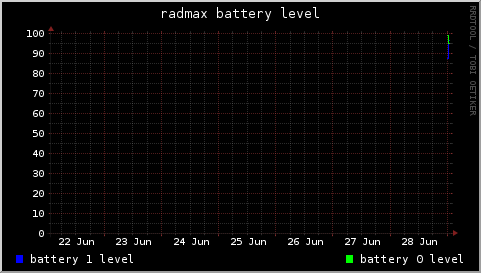 radmax battery level
RRDTOOL / TOBI OETIKER
100
90
80
70
60
50
40
30
20
10
0
22 Jun 23 Jun 24 Jun 25 Jun 26 Jun 27 Jun 28 Jun
battery 1 level battery 0 level